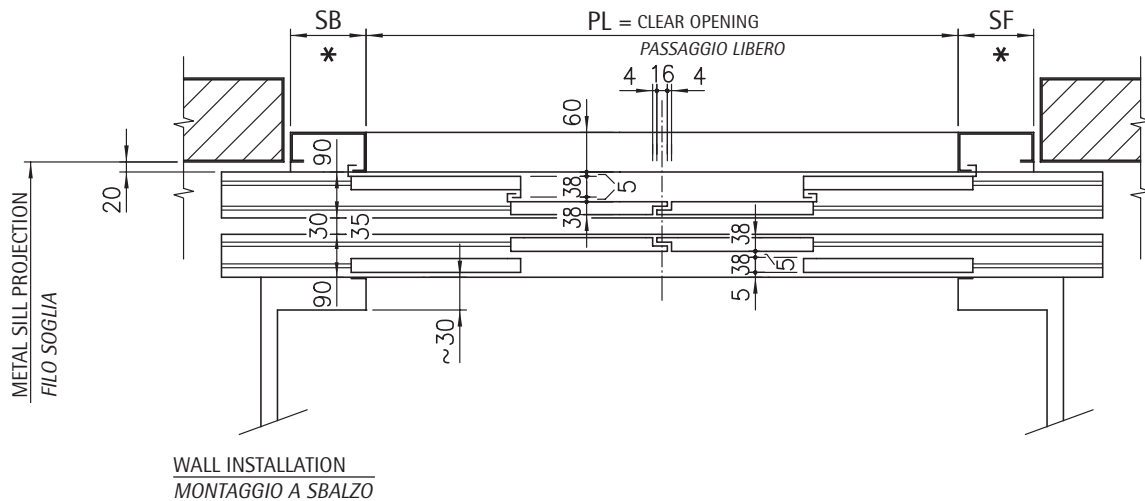 SB
PL = CLEAR OPENING
SF
*
PASSAGGIO LIBERO
*
4 16 4
60
90
20
38
5
38
30
35
38
38
5
90
5
~30
METAL SILL PROJECTION
FILO SOGLIA
WALL INSTALLATION
MONTAGGIO A SBALZO